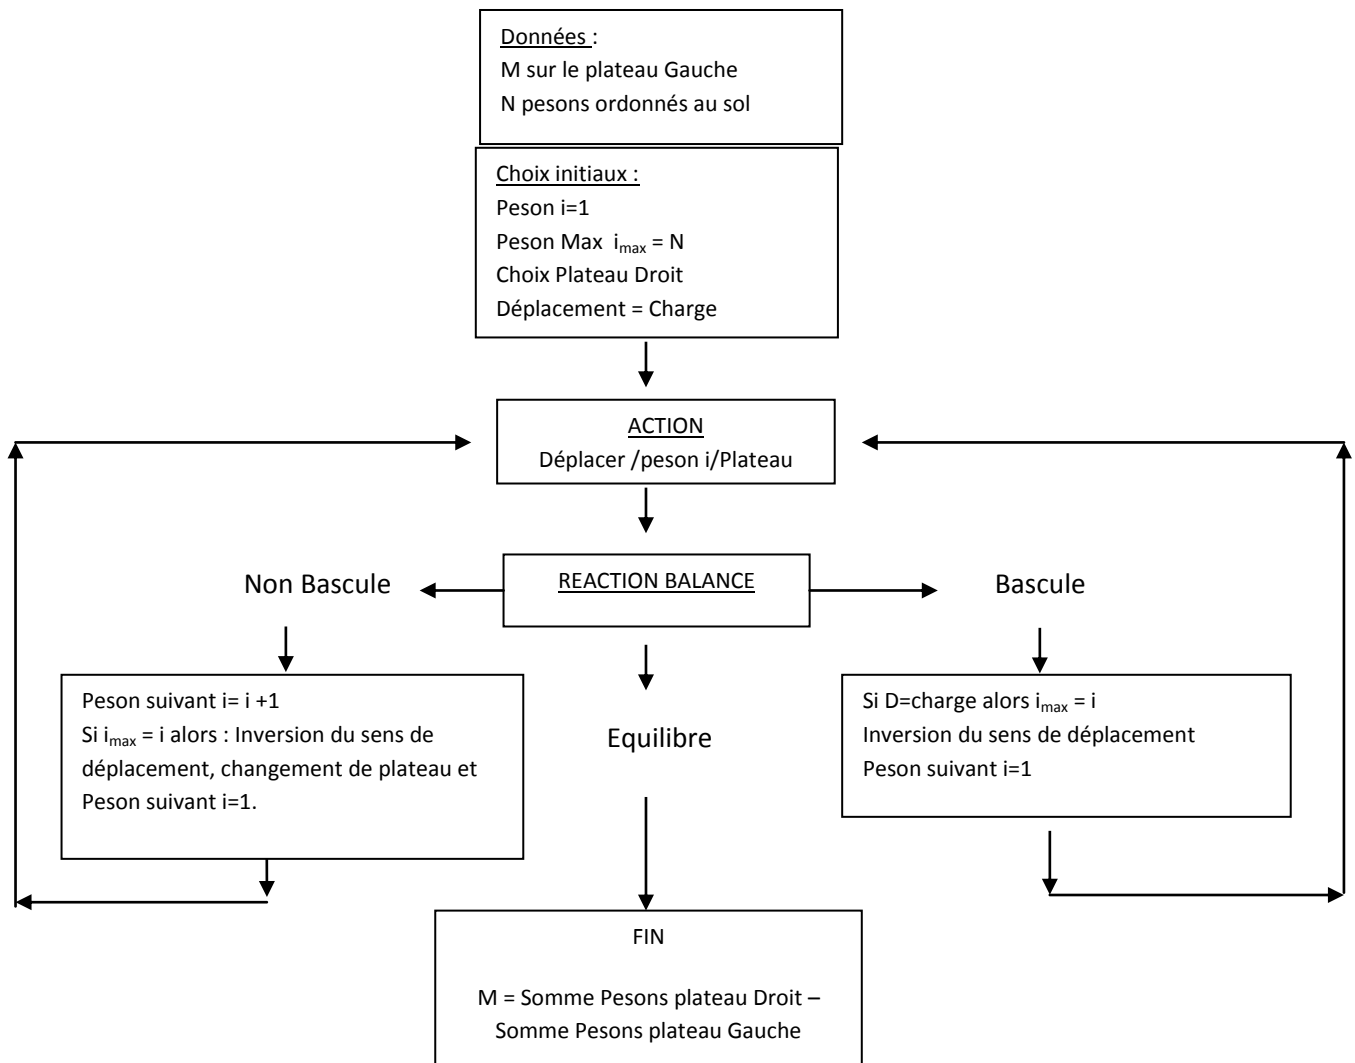 Données :
M sur le plateau Gauche
N pesons ordonnés au sol
Choix initiaux :
Peson i=1
Peson Max  imax = N
Choix Plateau Droit
Déplacement = Charge
ACTION
Déplacer /peson i/Plateau
REACTION BALANCE
Non Bascule
Bascule
Peson suivant i= i +1
Si imax = i alors : Inversion du sens de
déplacement, changement de plateau et
Peson suivant i=1.
Equilibre
Si D=charge alors imax = i
Inversion du sens de déplacement
Peson suivant i=1
FIN
M = Somme Pesons plateau Droit –
Somme Pesons plateau Gauche